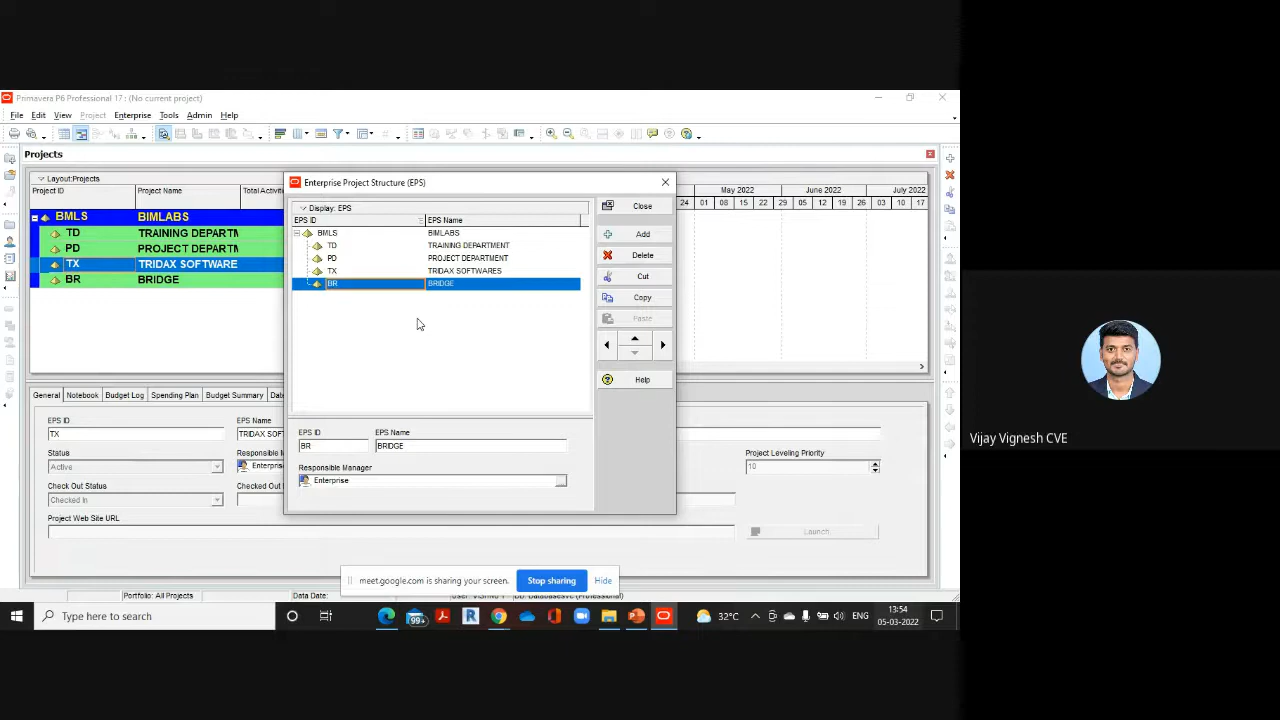 Primavera P6 Professional 17 : (No current project)
File Edit View Project Enterprise Tools Admin Help
Projects
Layout:Projects
Project ID Project Name Total Activit
May 2022 June 2022 July 2022
24 01 08 15 22 29 05 12 19 26 03 10 17
BMLS BIMLABS
TD TRAINING DEPARTM
PD PROJECT DEPARTM
TX TRIDAX SOFTWARE
BR BRIDGE
Enterprise Project Structure (EPS)
Display: EPS
EPS ID EPS Name
BMLS BIMLABS
TD TRAINING DEPARTMENT
PD PROJECT DEPARTMENT
TX TRIDAX SOFTWARES
BR BRIDGE
Close
Add
Delete
Cut
Copy
Paste
Help
EPS ID EPS Name
BR BRIDGE
Responsible Manager
Enterprise
General Notebook Budget Log Spending Plan Budget Summary Dat
EPS ID EPS Name
TX TRIDAX SOF
Status Responsible M Project Leveling Priority
Active Enterpris 10
Check Out Status Checked Out
Checked In
Project Web Site URL
Launch
meet.google.com is sharing your screen. Stop sharing Hide
Portfolio: All Projects Data Date: (Professional)
Type here to search
99+
32°C ENG 13:54
05-03-2022
Vijay Vignesh CVE